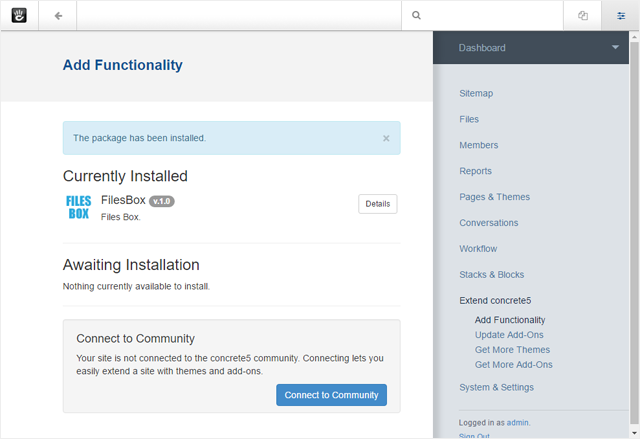 Dashboard
Add Functionality
The package has been installed.
×
Currently Installed
FILES
BOX
FilesBox v.1.0
Files Box.
Details
Awaiting Installation
Nothing currently available to install.
Connect to Community
Your site is not connected to the concrete5 community. Connecting lets you
easily extend a site with themes and add-ons.
Connect to Community
Sitemap
Files
Members
Reports
Pages & Themes
Conversations
Workflow
Stacks & Blocks
Extend concrete5
Add Functionality
Update Add-Ons
Get More Themes
Get More Add-Ons
System & Settings
Logged in as admin.
Sign Out